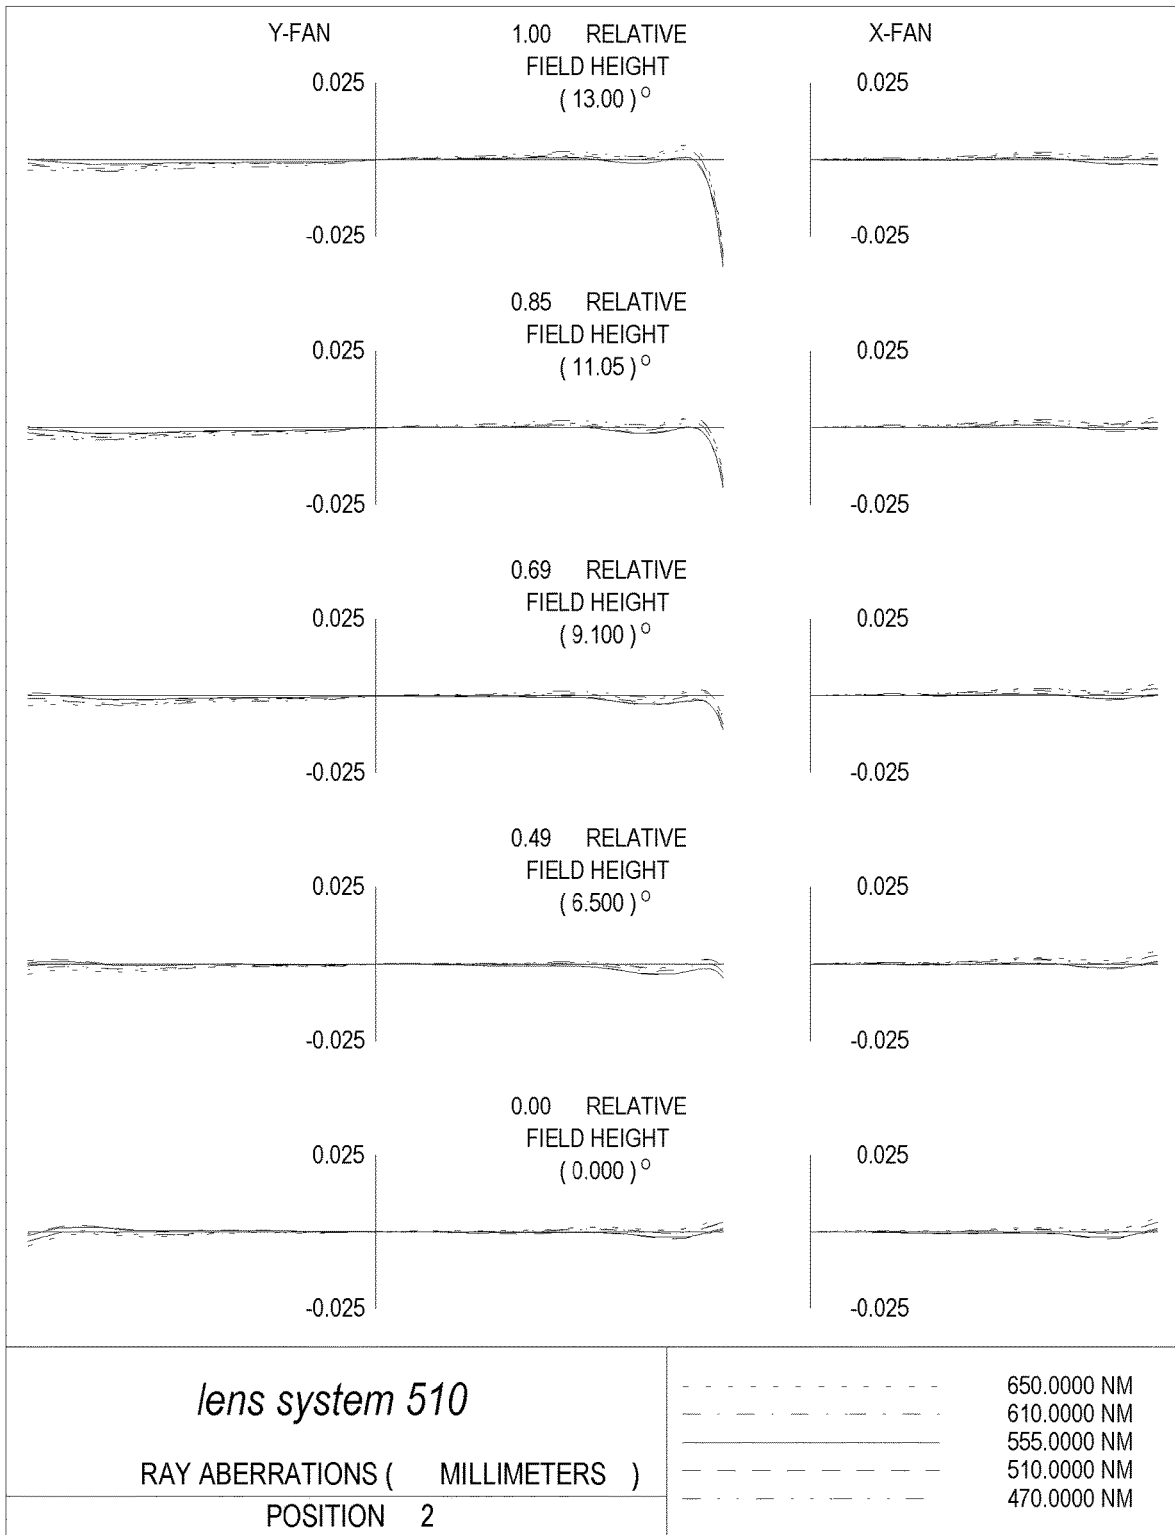 Y-FAN 1.00 RELATIVE X-FAN
FIELD HEIGHT
0.025 ( 13.00 ) O 0.025
-0.025 -0.025
0.85 RELATIVE
FIELD HEIGHT
0.025 ( 11.05 ) O 0.025
-0.025 -0.025
0.69 RELATIVE
FIELD HEIGHT
0.025 ( 9.100 ) O 0.025
-0.025 -0.025
0.49 RELATIVE
FIELD HEIGHT
0.025 ( 6.500 ) O 0.025
-0.025 -0.025
0.00 RELATIVE
FIELD HEIGHT
0.025 ( 0.000 ) O 0.025
-0.025 -0.025
lens system 510
RAY ABERRATIONS ( MILLIMETERS )
POSITION 2
650.0000 NM
610.0000 NM
555.0000 NM
510.0000 NM
470.0000 NM